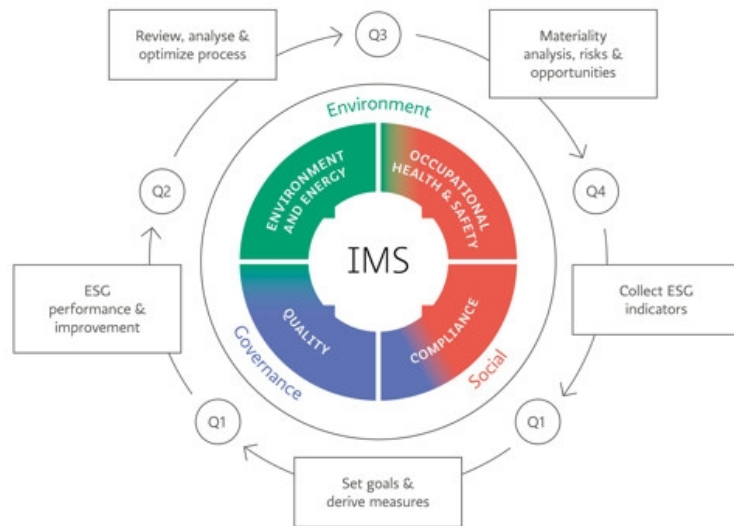 Review, analyse &
optimize process
Q3
Materiality
analysis, risks &
opportunities
Environment
ENVIRONMENT
AND ENERGY
OCCUPATIONAL
HEALTH & SAFETY
Q2
Q4
IMS
ESG
performance &
improvement
Collect ESG
indicators
QUALITY
COMPLIANCE
Governance
Social
Q1
Q1
Set goals &
derive measures